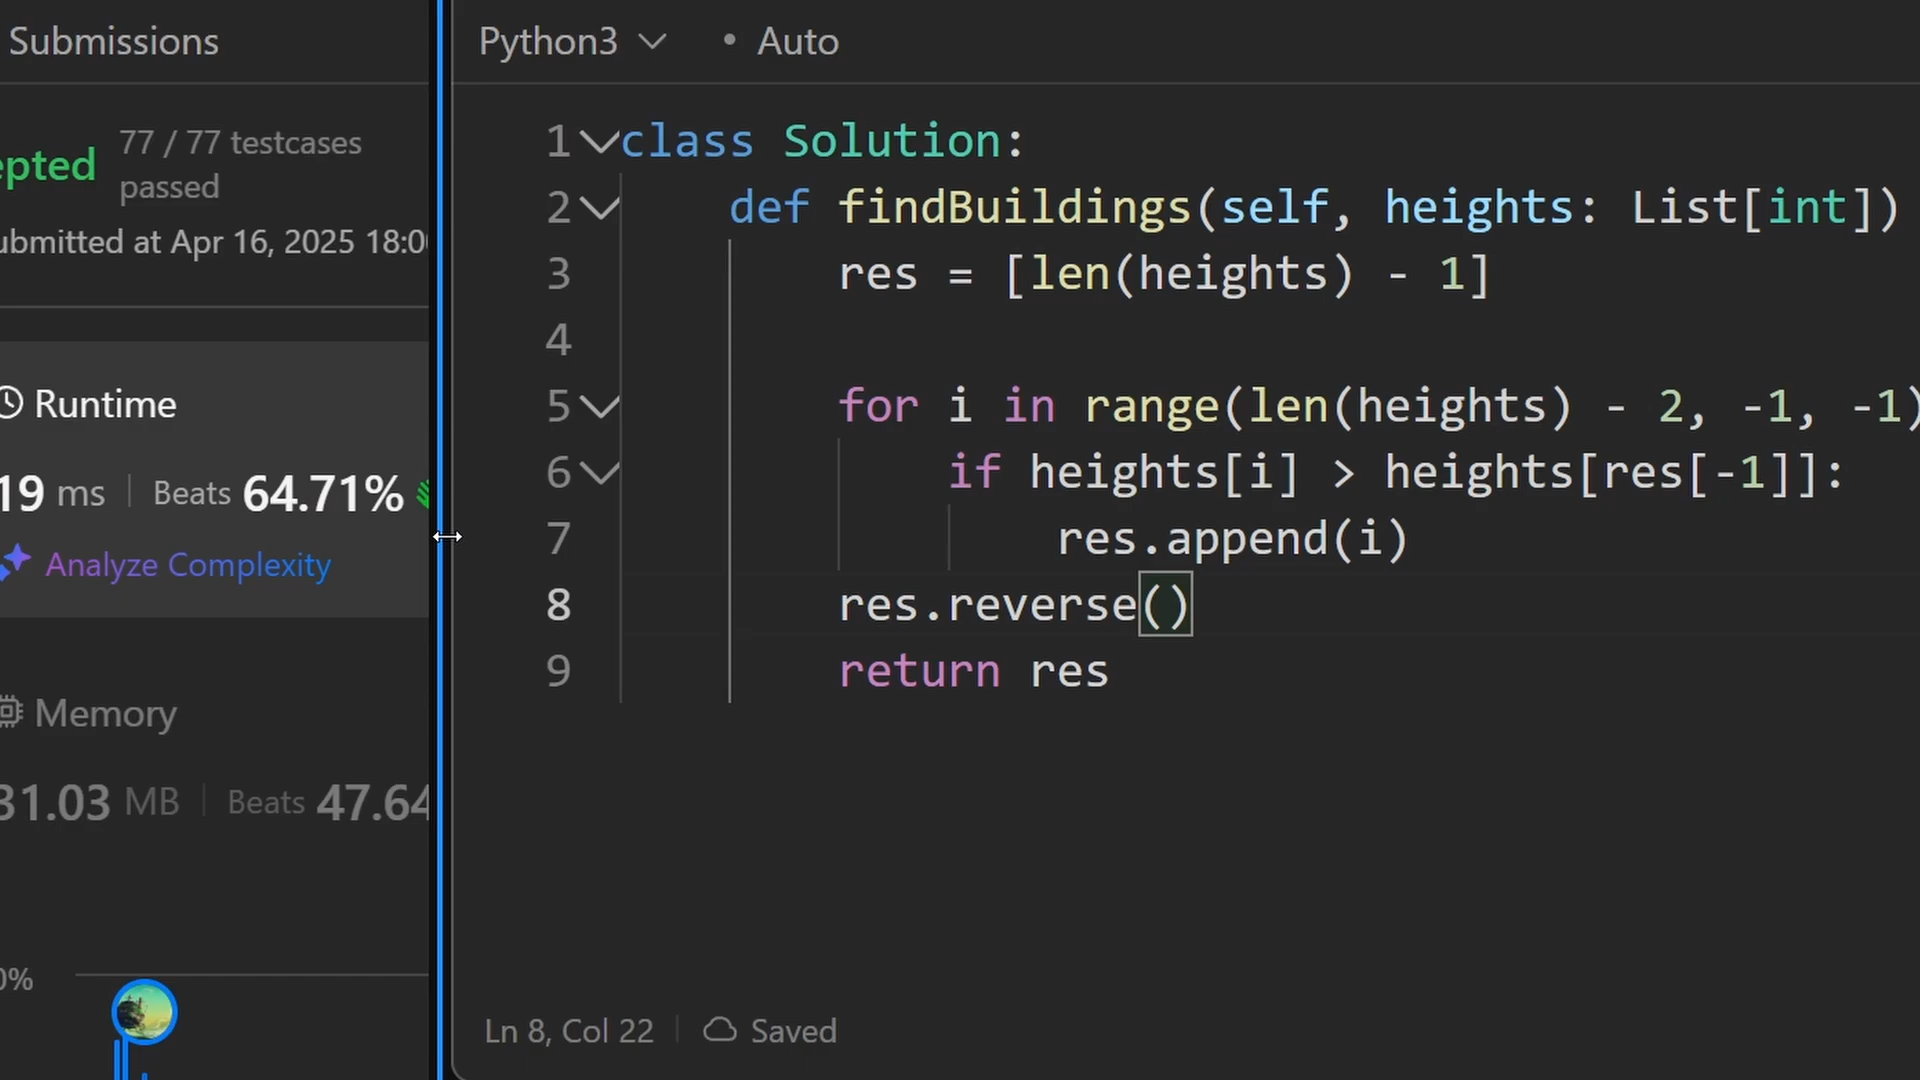 Submissions
epted
77 / 77 testcases
passed
ubmitted at Apr 16, 2025 18:0
Runtime
19 ms | Beats 64.71%
Analyze Complexity
Memory
31.03 MB | Beats 47.64
0%
Python3 • Auto
1 class Solution:
2 def findBuildings(self, heights: List[int])
3 res = [len(heights) - 1]
4
5 for i in range(len(heights) - 2, -1, -1)
6 if heights[i] > heights[res[-1]]:
7 res.append(i)
8 res.reverse()
9 return res
Ln 8, Col 22 | Saved